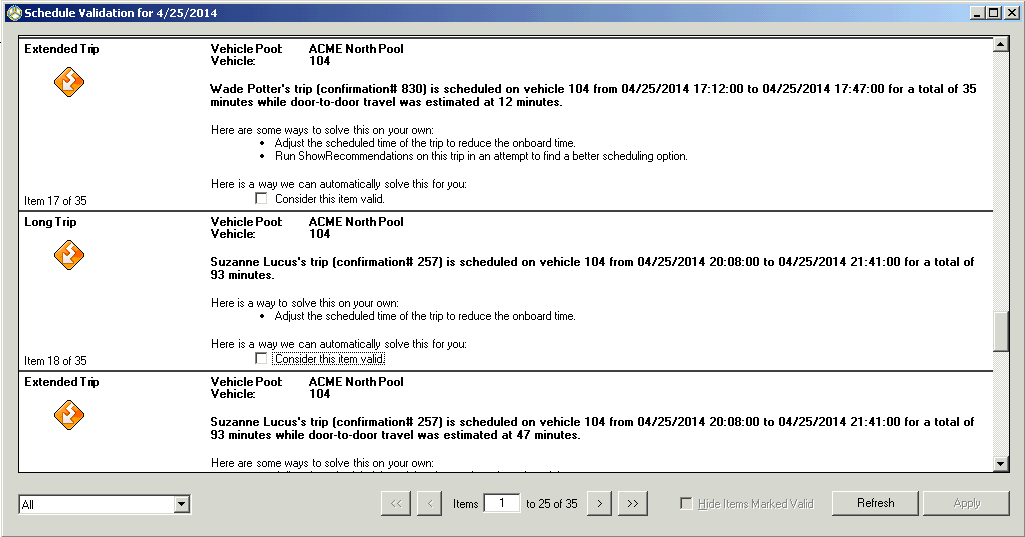 Schedule Validation for 4/25/2014
Extended Trip
Vehicle Pool: ACME North Pool
Vehicle: 104
Wade Potter's trip (confirmation# 830) is scheduled on vehicle 104 from 04/25/2014 17:12:00 to 04/25/2014 17:47:00 for a total of 35
minutes while door-to-door travel was estimated at 12 minutes.
Here are some ways to solve this on your own:
• Adjust the scheduled time of the trip to reduce the onboard time.
• Run ShowRecommendations on this trip in an attempt to find a better scheduling option.
Here is a way we can automatically solve this for you:
Consider this item valid.
Item 17 of 35
Long Trip
Vehicle Pool: ACME North Pool
Vehicle: 104
Suzanne Lucus's trip (confirmation# 257) is scheduled on vehicle 104 from 04/25/2014 20:08:00 to 04/25/2014 21:41:00 for a total of
93 minutes.
Here is a way to solve this on your own:
• Adjust the scheduled time of the trip to reduce the onboard time.
Here is a way we can automatically solve this for you:
Consider this item valid.
Item 18 of 35
Extended Trip
Vehicle Pool: ACME North Pool
Vehicle: 104
Suzanne Lucus's trip (confirmation# 257) is scheduled on vehicle 104 from 04/25/2014 20:08:00 to 04/25/2014 21:41:00 for a total of
93 minutes while door-to-door travel was estimated at 47 minutes.
Here are some ways to solve this on your own:
All
<< < Items 1 to 25 of 35 > >>
Hide Items Marked Valid
Refresh
Apply